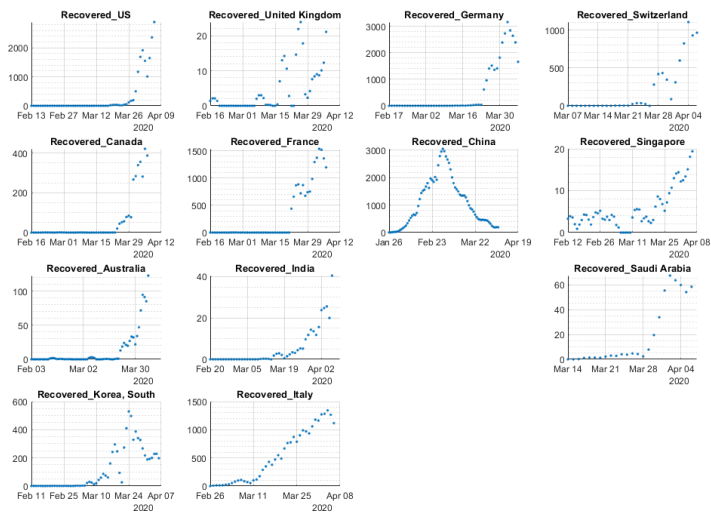 Recovered_US
2000
1000
0
Feb 13 Feb 27 Mar 12 Mar 26 Apr 09
2020
Recovered_United Kingdom
20
10
0
Feb 16 Mar 01 Mar 15 Mar 29 Apr 12
2020
Recovered_Germany
3000
2000
1000
0
Feb 17 Mar 02 Mar 16 Mar 30
2020
Recovered_Switzerland
1000
500
0
Mar 07 Mar 14 Mar 21 Mar 28 Apr 04
2020
Recovered_Canada
400
200
0
Feb 16 Mar 01 Mar 15 Mar 29 Apr 12
2020
Recovered_France
1500
1000
500
0
Feb 16 Mar 01 Mar 15 Mar 29 Apr 12
2020
Recovered_China
3000
2000
1000
0
Jan 26 Feb 23 Mar 22 Apr 19
2020
Recovered_Singapore
20
10
0
Feb 12 Feb 26 Mar 11 Mar 25 Apr 08
2020
Recovered_Australia
100
50
0
Feb 03 Mar 02 Mar 30
2020
Recovered_India
40
20
0
Feb 20 Mar 05 Mar 19 Apr 02
2020
Recovered_Saudi Arabia
60
40
20
0
Mar 14 Mar 21 Mar 28 Apr 04
2020
Recovered_Korea, South
600
400
200
0
Feb 11 Feb 25 Mar 10 Mar 24 Apr 07
2020
Recovered_Italy
1500
1000
500
0
Feb 26 Mar 11 Mar 25 Apr 08
2020